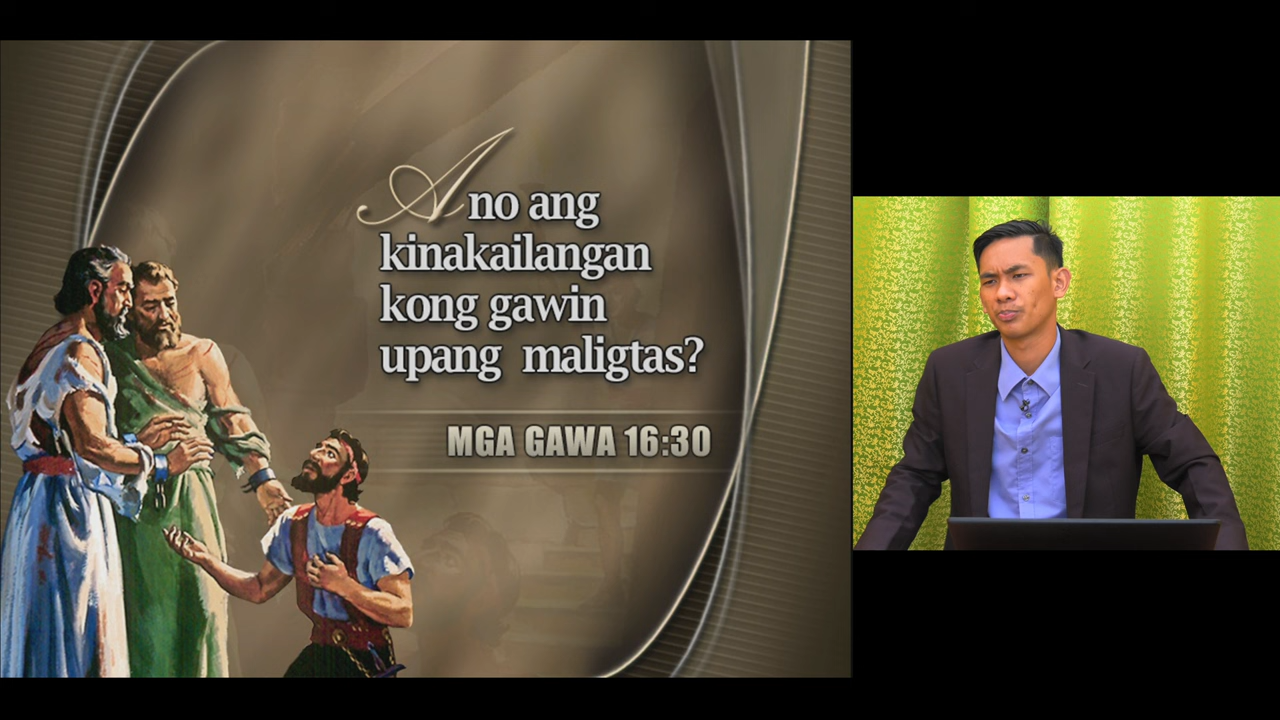 Ano ang
kinakailangan
kong gawin
upang maligtas?
MGA GAWA 16:30